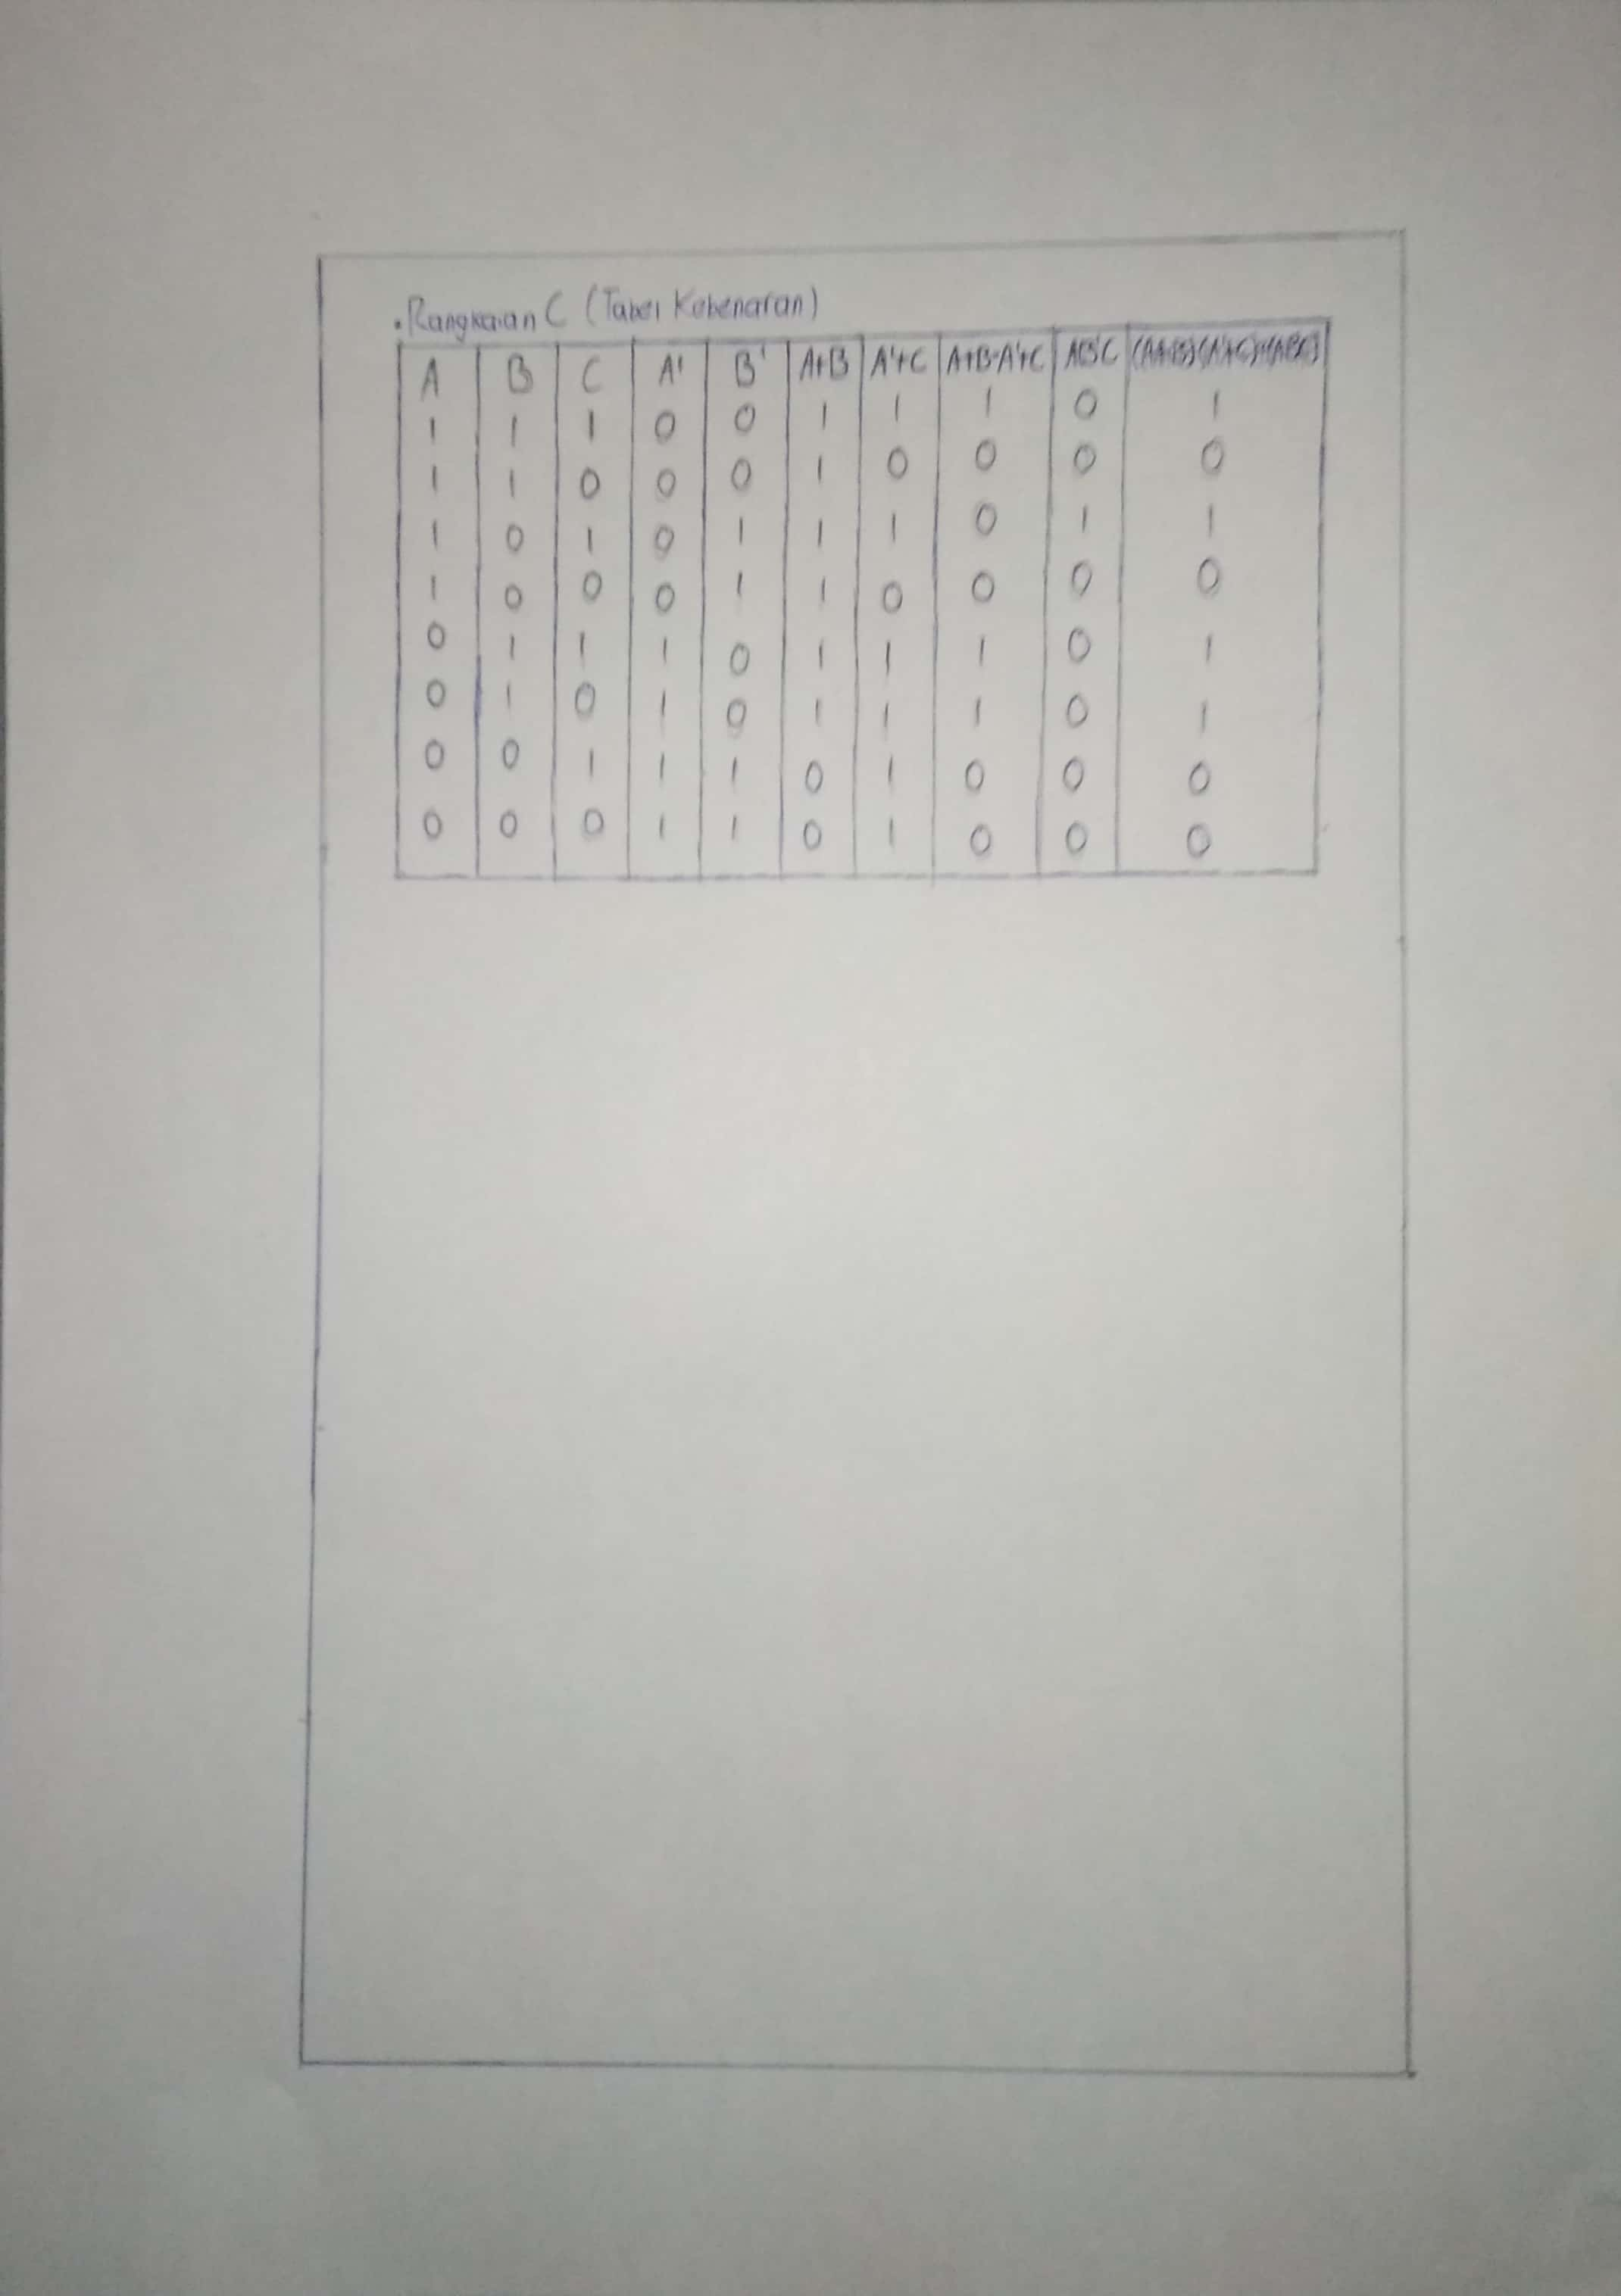 . Rangkaian C (Tabel Kebenaran)
A B C A' B' A+B A'+C A+B·A'+C AB'C
1 1 1 0 0 1 1 1 0 1
1 1 0 0 0 1 0 0 0 0
1 0 1 0 1 1 1 0 1 1
1 0 0 0 1 1 0 0 0 0
0 1 1 1 0 1 1 1 0 1
0 1 0 1 0 1 1 1 0 1
0 0 1 1 1 0 1 0 0 0
0 0 0 1 1 0 1 0 0 0